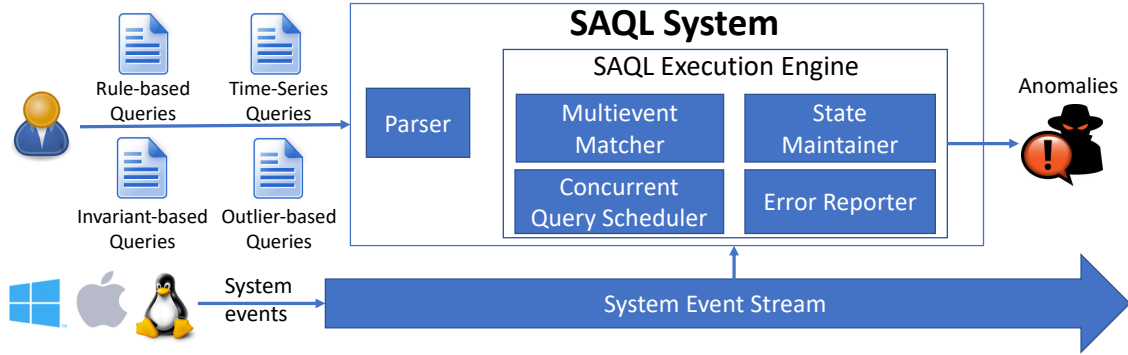 SAQL System
SAQL Execution Engine
Rule-based
Queries
Time-Series
Queries
Invariant-based
Queries
Outlier-based
Queries
Parser
Multievent
Matcher
State
Maintainer
Concurrent
Query Scheduler
Error Reporter
Anomalies
!
System
events
System Event Stream
TM